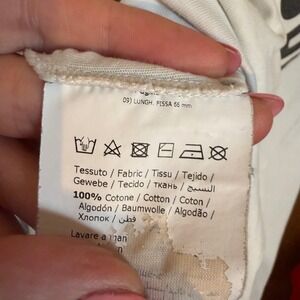 09) LUNGH. FISSA 66 mm
Tessuto / Fabric / Tissu / Tejido /
Gewebe / Tecido / ткань / النسيج /
100% Cotone / Cotton / Coton /
Algodón / Baumwolle / Algodão /
Хлопок / قطن /
Lavare a man